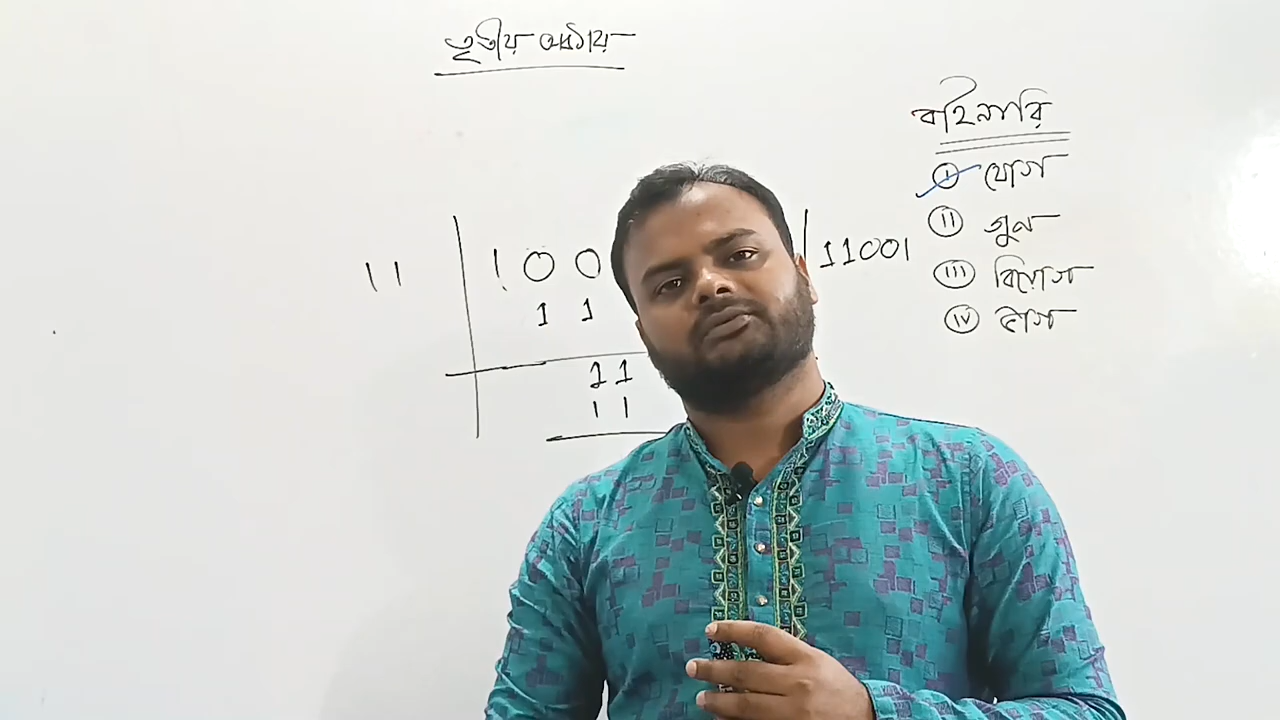 তৃতীয় অধ্যায়
বাইনারি
i যোগ
11 100 11001
ii গুন
11
iii বিয়োগ
iv ভাগ
11
11